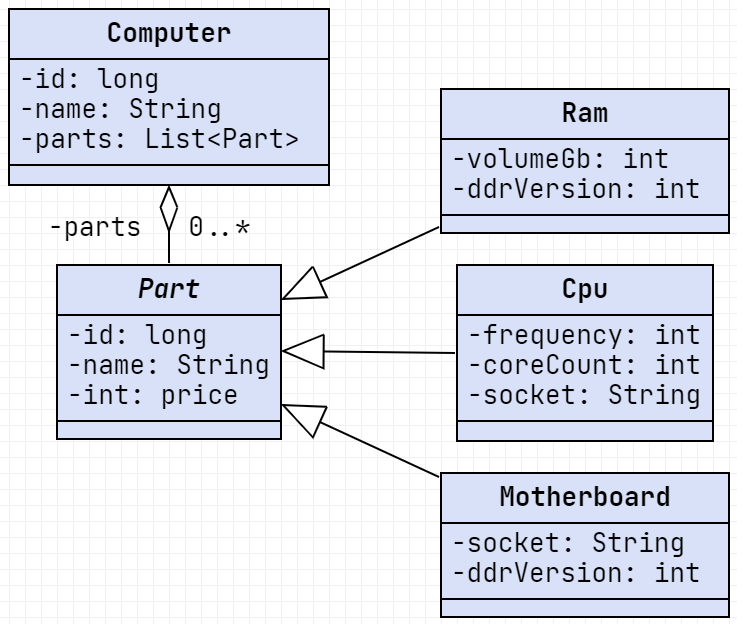 Computer
-id: long
-name: String
-parts: List<Part>
-parts 0..*
Part
-id: long
-name: String
-int: price
Ram
-volumeGb: int
-ddrVersion: int
Cpu
-frequency: int
-coreCount: int
-socket: String
Motherboard
-socket: String
-ddrVersion: int